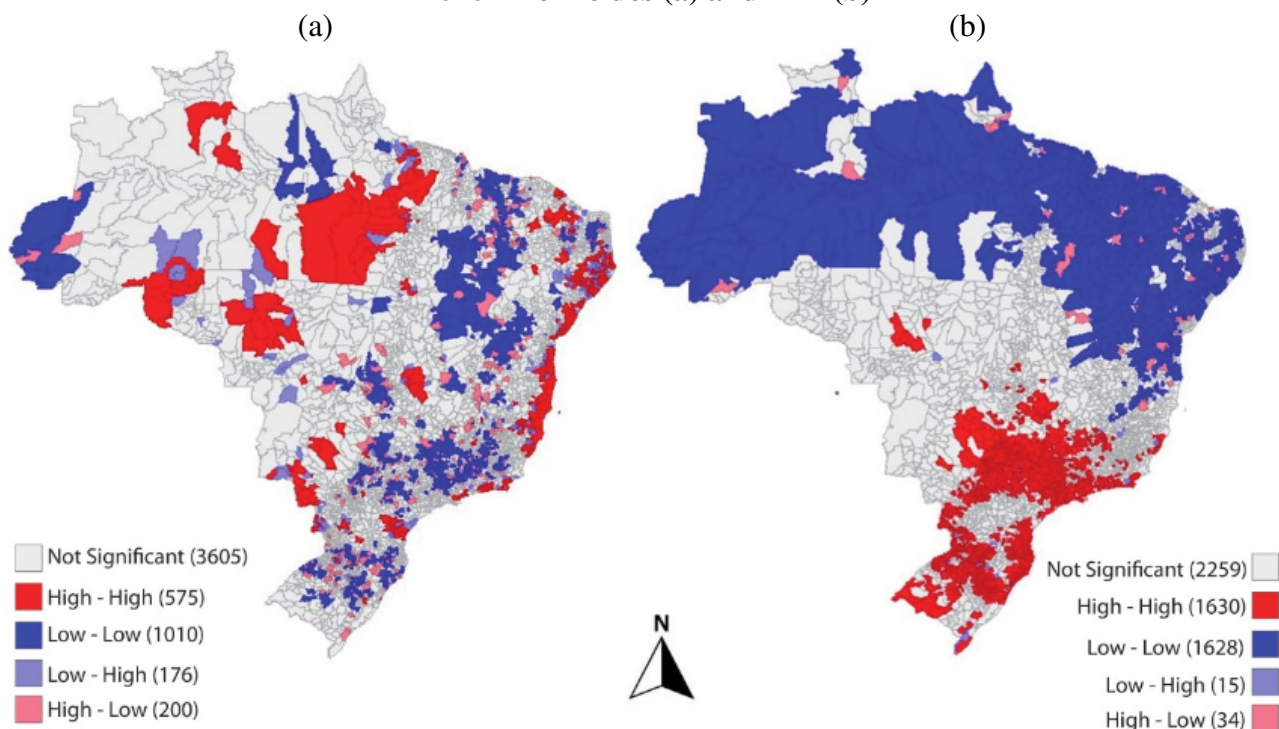 (a)
(b)
Not Significant (3605)
High - High (575)
Low - Low (1010)
Low - High (176)
High - Low (200)
N
Not Significant (2259)
High - High (1630)
Low - Low (1628)
Low - High (15)
High - Low (34)